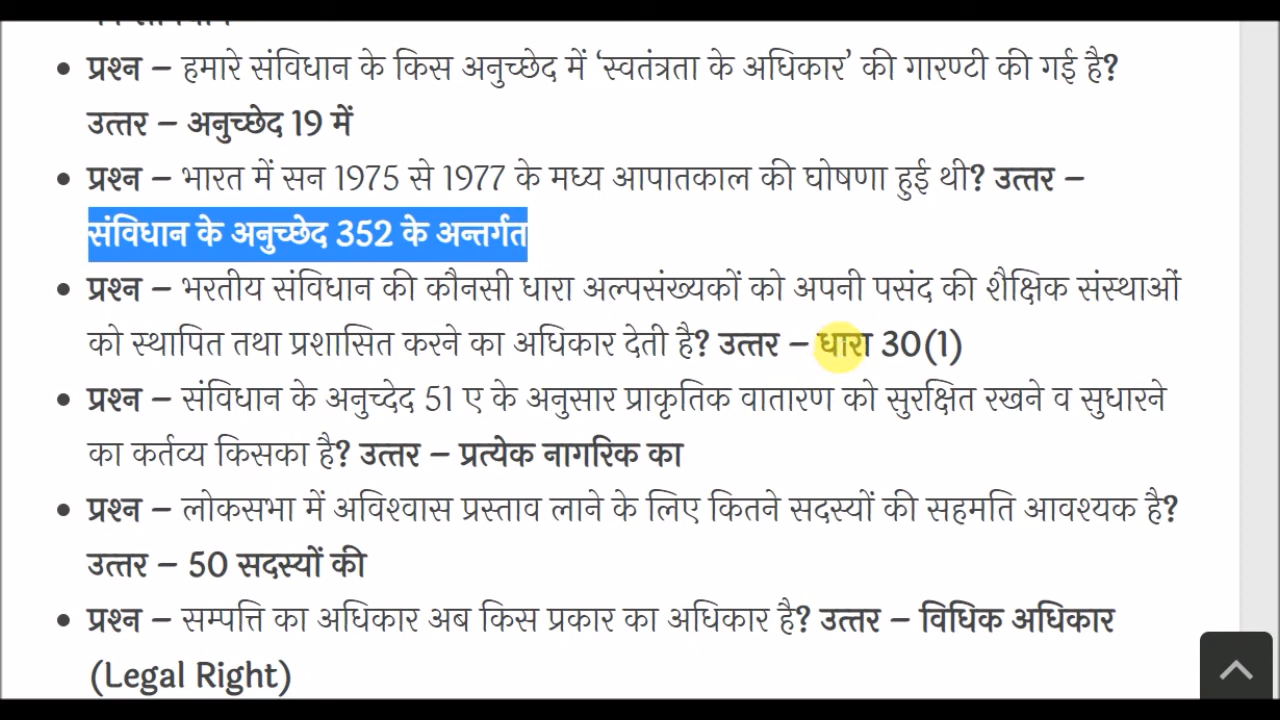 • प्रश्न – हमारे संविधान के किस अनुच्छेद में ‘स्वतंत्रता के अधिकार’ की गारण्टी की गई है?
उत्तर – अनुच्छेद 19 में
• प्रश्न – भारत में सन 1975 से 1977 के मध्य आपातकाल की घोषणा हुई थी? उत्तर –
संविधान के अनुच्छेद 352 के अन्तर्गत
• प्रश्न – भरतीय संविधान की कौनसी धारा अल्पसंख्यकों को अपनी पसंद की शैक्षिक संस्थाओं
को स्थापित तथा प्रशासित करने का अधिकार देती है? उत्तर – धारा 30(1)
• प्रश्न – संविधान के अनुच्देद 51 ए के अनुसार प्राकृतिक वातारण को सुरक्षित रखने व सुधारने
का कर्तव्य किसका है? उत्तर – प्रत्येक नागरिक का
• प्रश्न – लोकसभा में अविश्वास प्रस्ताव लाने के लिए कितने सदस्यों की सहमति आवश्यक है?
उत्तर – 50 सदस्यों की
• प्रश्न – सम्पत्ति का अधिकार अब किस प्रकार का अधिकार है? उत्तर – विधिक अधिकार
(Legal Right)